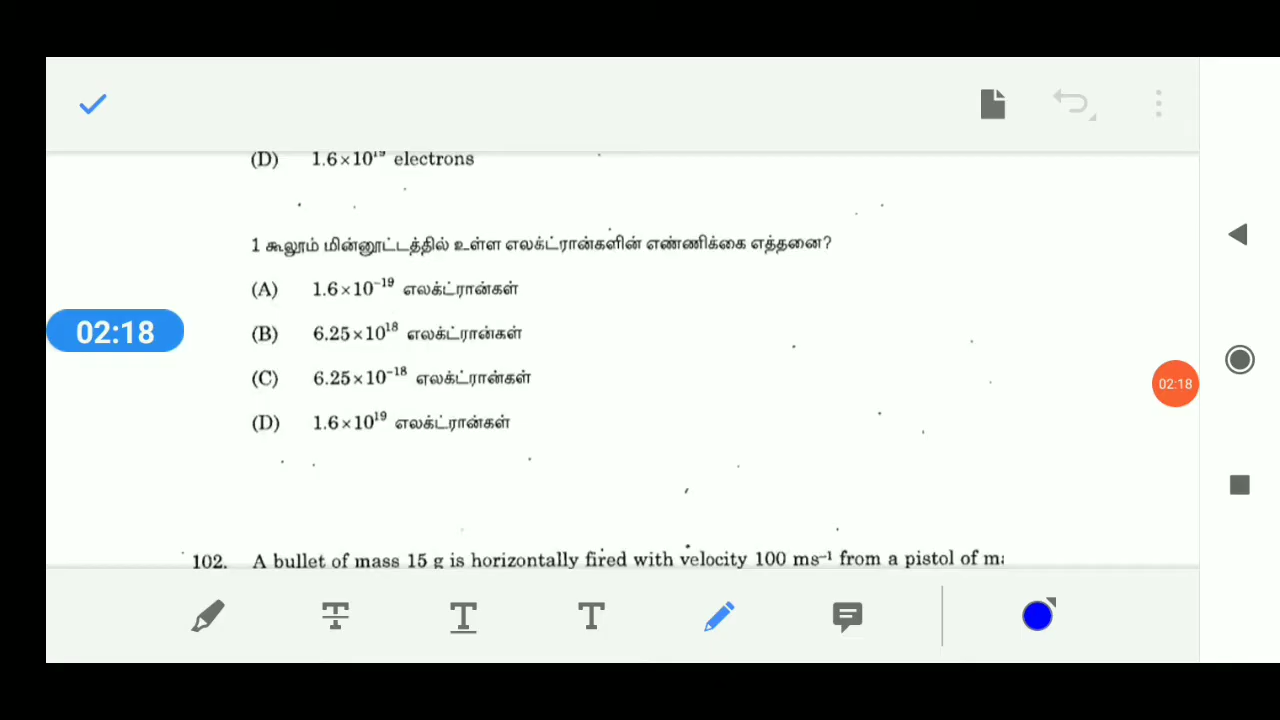 (D) 1.6×10¹⁹ electrons
1 கூலூம் மின்னூட்டத்தில் உள்ள எலக்ட்ரான்களின் எண்ணிக்கை எத்தனை?
(A) 1.6×10⁻¹⁹ எலக்ட்ரான்கள்
02:18
(B) 6.25×10¹⁸ எலக்ட்ரான்கள்
(C) 6.25×10⁻¹⁸ எலக்ட்ரான்கள்
02:18
(D) 1.6×10¹⁹ எலக்ட்ரான்கள்
102. A bullet of mass 15 g is horizontally fired with velocity 100 ms⁻¹ from a pistol of
T T T